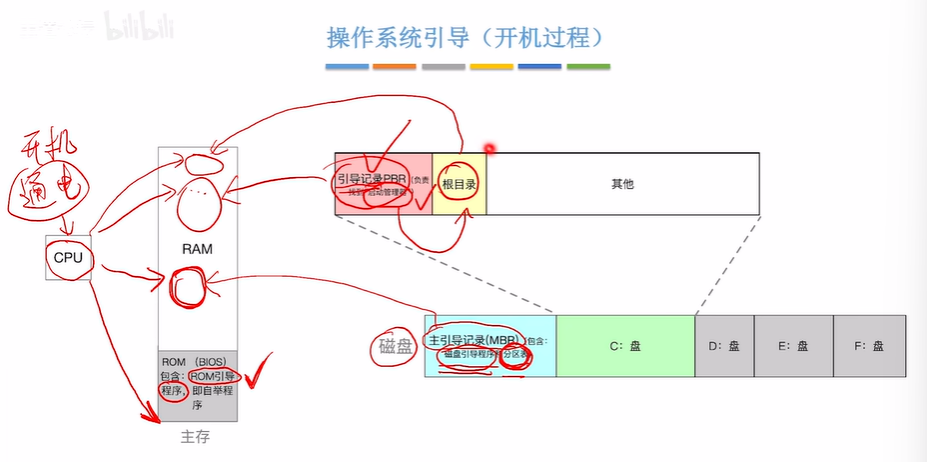 bilibili
操作系统引导（开机过程）
开机
通电
CPU
RAM
ROM （BIOS）
包含：ROM引导
程序，即自举程
序
主存
引导记录PBR（负责
找到“启动管理器”）
根目录
其他
磁盘
主引导记录(MBR)（包含：
磁盘引导程序和分区表）
C：盘
D：盘
E：盘
F：盘